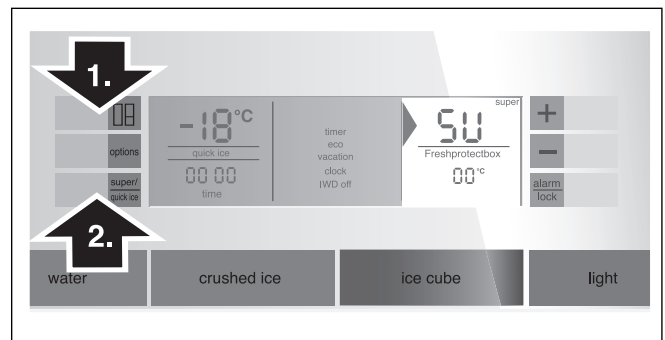 1.
options
super/
quick ice
2.
-18°C
quick ice
00 00
time
timer
eco
vacation
clock
IWD off
super
SU
Freshprotectbox
00°C
+
−
alarm
lock
water
crushed ice
ice cube
light